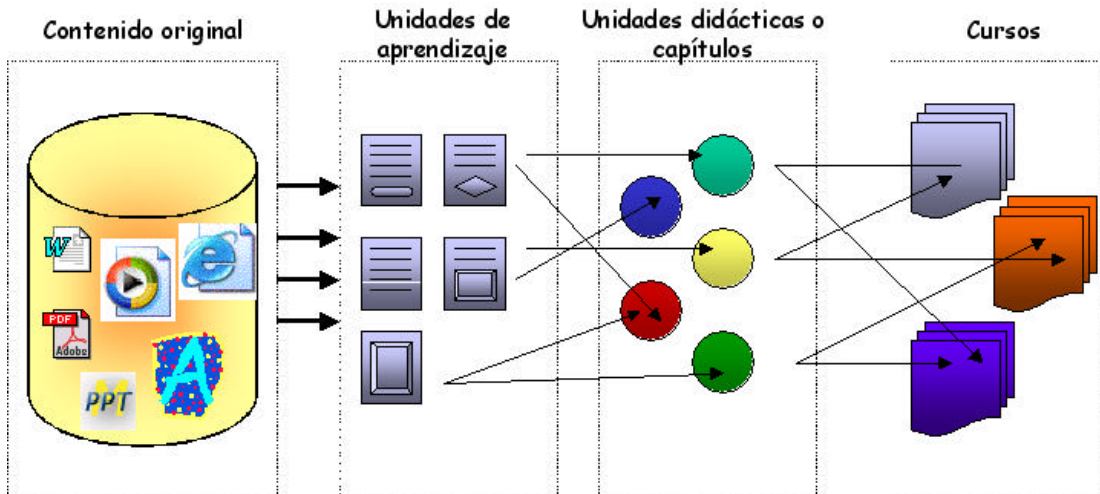 Contenido original
Unidades de
aprendizaje
Unidades didácticas o
capítulos
Cursos
W
PDF
Adobe
PPT
A